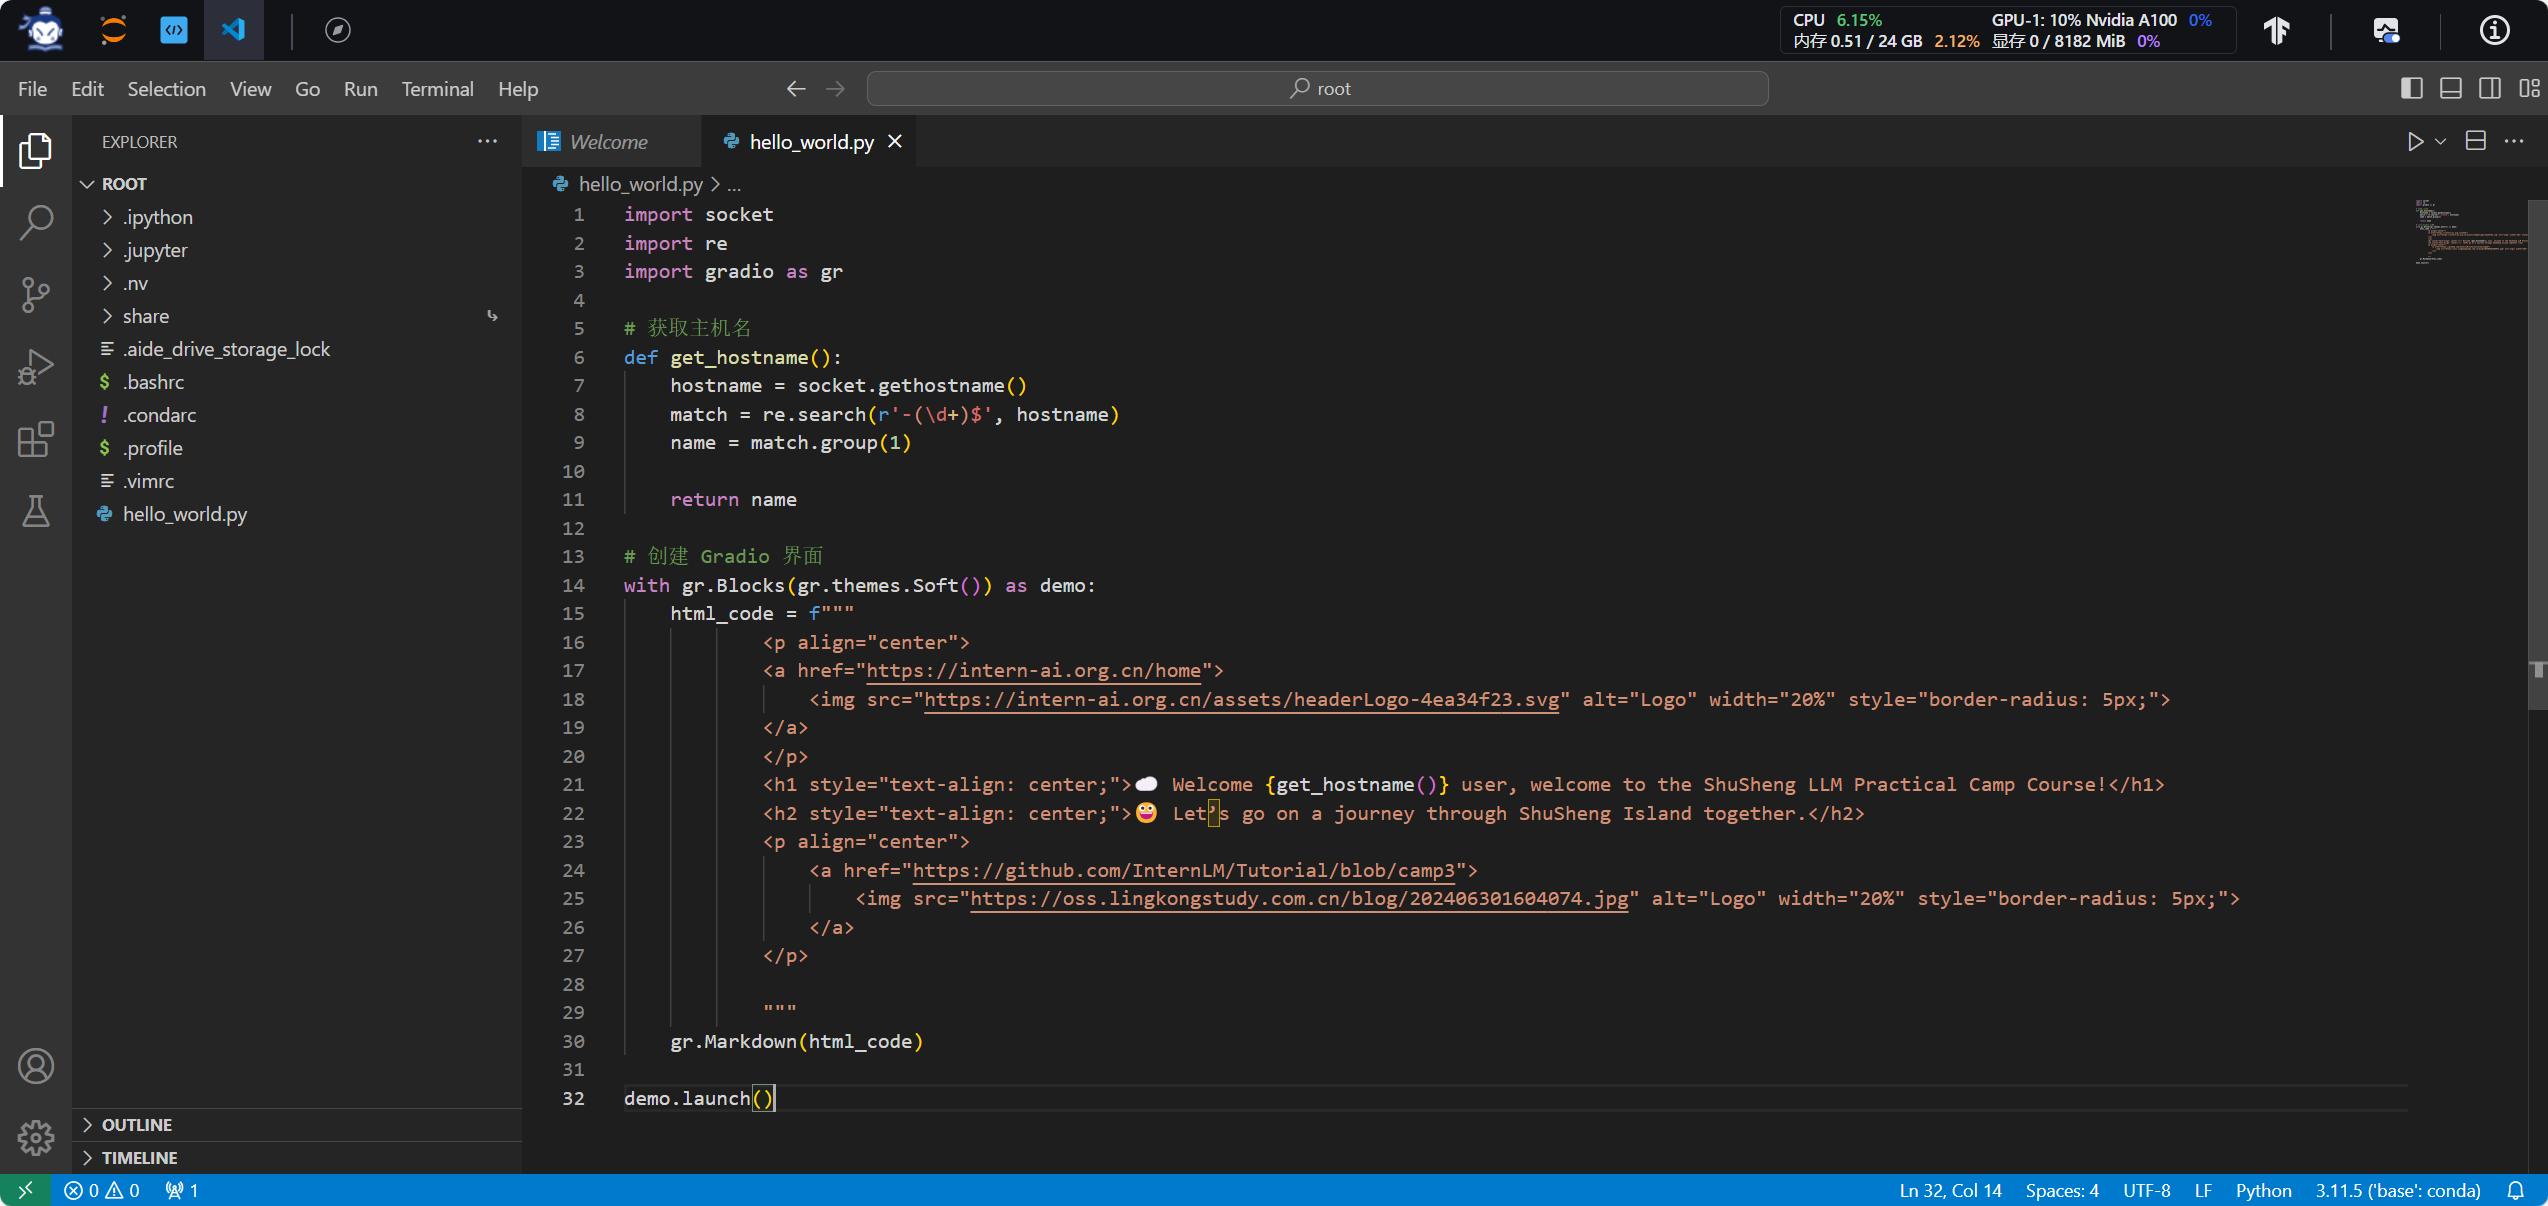 CPU 6.15% GPU-1: 10% Nvidia A100 0%
内存 0.51 / 24 GB 2.12% 显存 0 / 8182 MiB 0%
File Edit Selection View Go Run Terminal Help
root
EXPLORER
Welcome hello_world.py
ROOT
hello_world.py > ...
.ipython
.jupyter
.nv
share
.aide_drive_storage_lock
.bashrc
.condarc
.profile
.vimrc
hello_world.py
1 import socket
2 import re
3 import gradio as gr
4
5 # 获取主机名
6 def get_hostname():
7 hostname = socket.gethostname()
8 match = re.search(r'-(\d+)$', hostname)
9 name = match.group(1)
10
11 return name
12
13 # 创建 Gradio 界面
14 with gr.Blocks(gr.themes.Soft()) as demo:
15 html_code = f"""
16 <p align="center">
17 <a href="https://intern-ai.org.cn/home">
18 <img src="https://intern-ai.org.cn/assets/headerLogo-4ea34f23.svg" alt="Logo" width="20%" style="border-radius: 5px;">
19 </a>
20 </p>
21 <h1 style="text-align: center;">☁️ Welcome {get_hostname()} user, welcome to the ShuSheng LLM Practical Camp Course!</h1>
22 <h2 style="text-align: center;">😀 Let’s go on a journey through ShuSheng Island together.</h2>
23 <p align="center">
24 <a href="https://github.com/InternLM/Tutorial/blob/camp3">
25 <img src="https://oss.lingkongstudy.com.cn/blog/202406301604074.jpg" alt="Logo" width="20%" style="border-radius: 5px;">
26 </a>
27 </p>
28
29 """
30 gr.Markdown(html_code)
31
32 demo.launch()
OUTLINE
TIMELINE
0 0 1 Ln 32, Col 14 Spaces: 4 UTF-8 LF Python 3.11.5 ('base': conda)